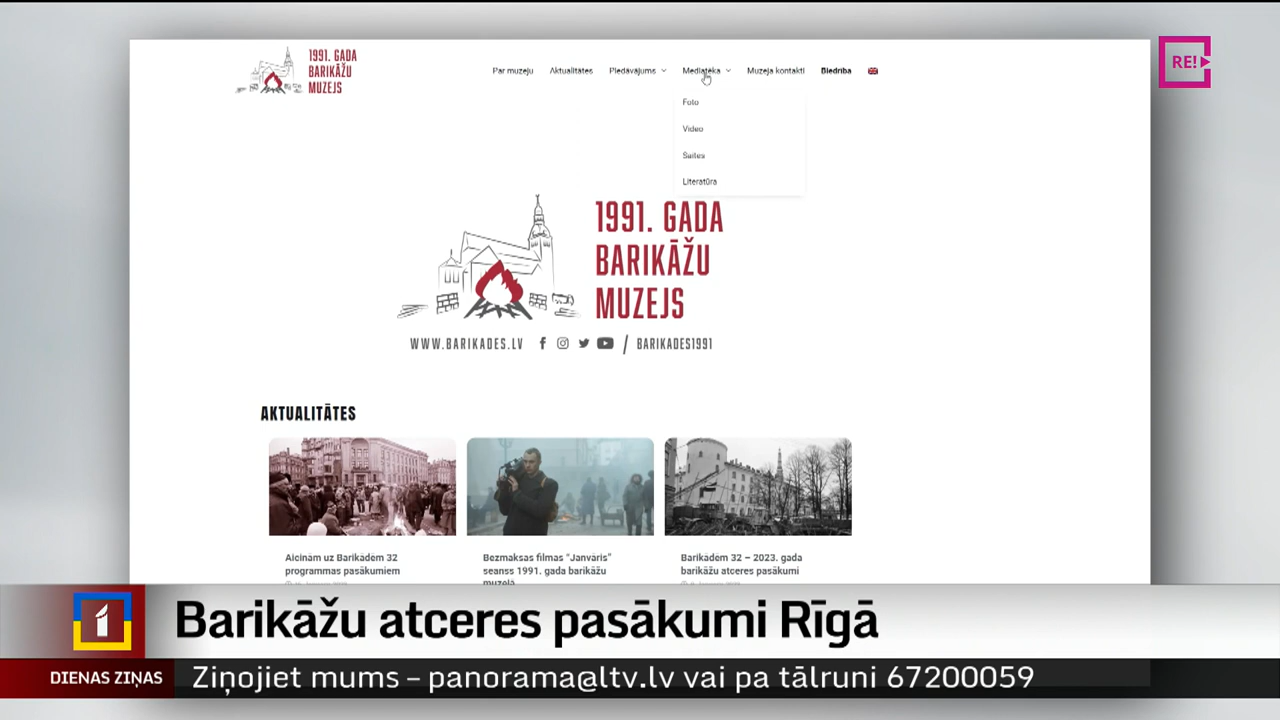 1991. GADA
BARIKĀŽU
MUZEJS
Par muzeju Aktualitātes Piedāvājums Mediatēka Muzeja kontakti Biedrība
RE!
Foto
Video
Saites
Literatūra
1991. GADA
BARIKĀŽU
MUZEJS
WWW.BARIKADES.LV / BARIKADES1991
AKTUALITĀTES
Aicinām uz Barikādēm 32
programmas pasākumiem
Bezmaksas filmas “Janvāris”
seanss 1991. gada barikāžu
muzejā
Barikādēm 32 – 2023. gada
barikāžu atceres pasākumi
1
Barikāžu atceres pasākumi Rīgā
DIENAS ZIŅAS
Ziņojiet mums – panorama@ltv.lv vai pa tālruni 67200059